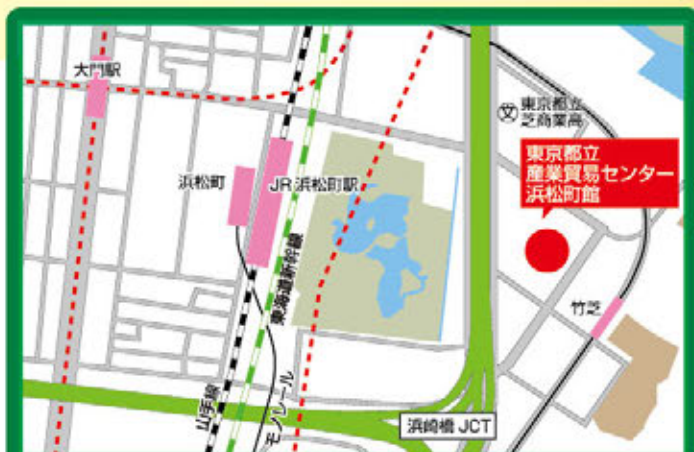 大門駅
文
東京都立
芝商業高
東京都立
産業貿易センター
浜松町館
浜松町
JR 浜松町駅
東海道新幹線
竹芝
山手線
モノレール
浜崎橋 JCT